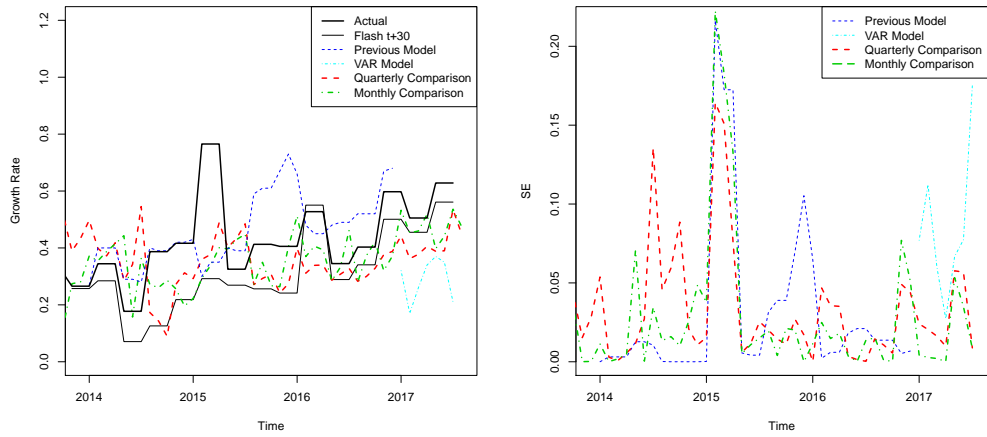 Growth Rate
0.0
0.2
0.4
0.6
0.8
1.0
1.2
Actual
Flash t+30
Previous Model
VAR Model
Quarterly Comparison
Monthly Comparison
2014
2015
2016
2017
Time
SE
0.00
0.05
0.10
0.15
0.20
Previous Model
VAR Model
Quarterly Comparison
Monthly Comparison
2014
2015
2016
2017
Time